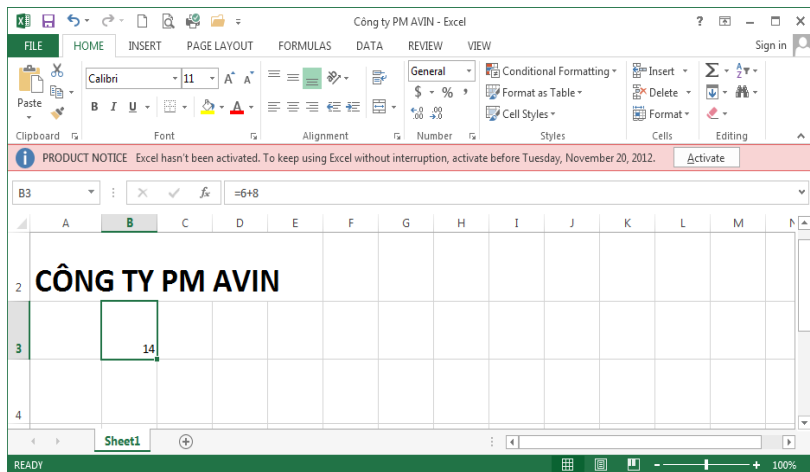 Công ty PM AVIN - Excel
FILE HOME INSERT PAGE LAYOUT FORMULAS DATA REVIEW VIEW Sign in
Calibri 11 A A General Conditional Formatting Insert
Paste B I U A $ % , Format as Table Delete
.00 .0 Cell Styles Format
Clipboard Font Alignment Number Styles Cells Editing
PRODUCT NOTICE Excel hasn't been activated. To keep using Excel without interruption, activate before Tuesday, November 20, 2012. Activate
B3 fx =6+8
A B C D E F G H I J K L M N
2 CÔNG TY PM AVIN
3 14
4
Sheet1
READY 100%